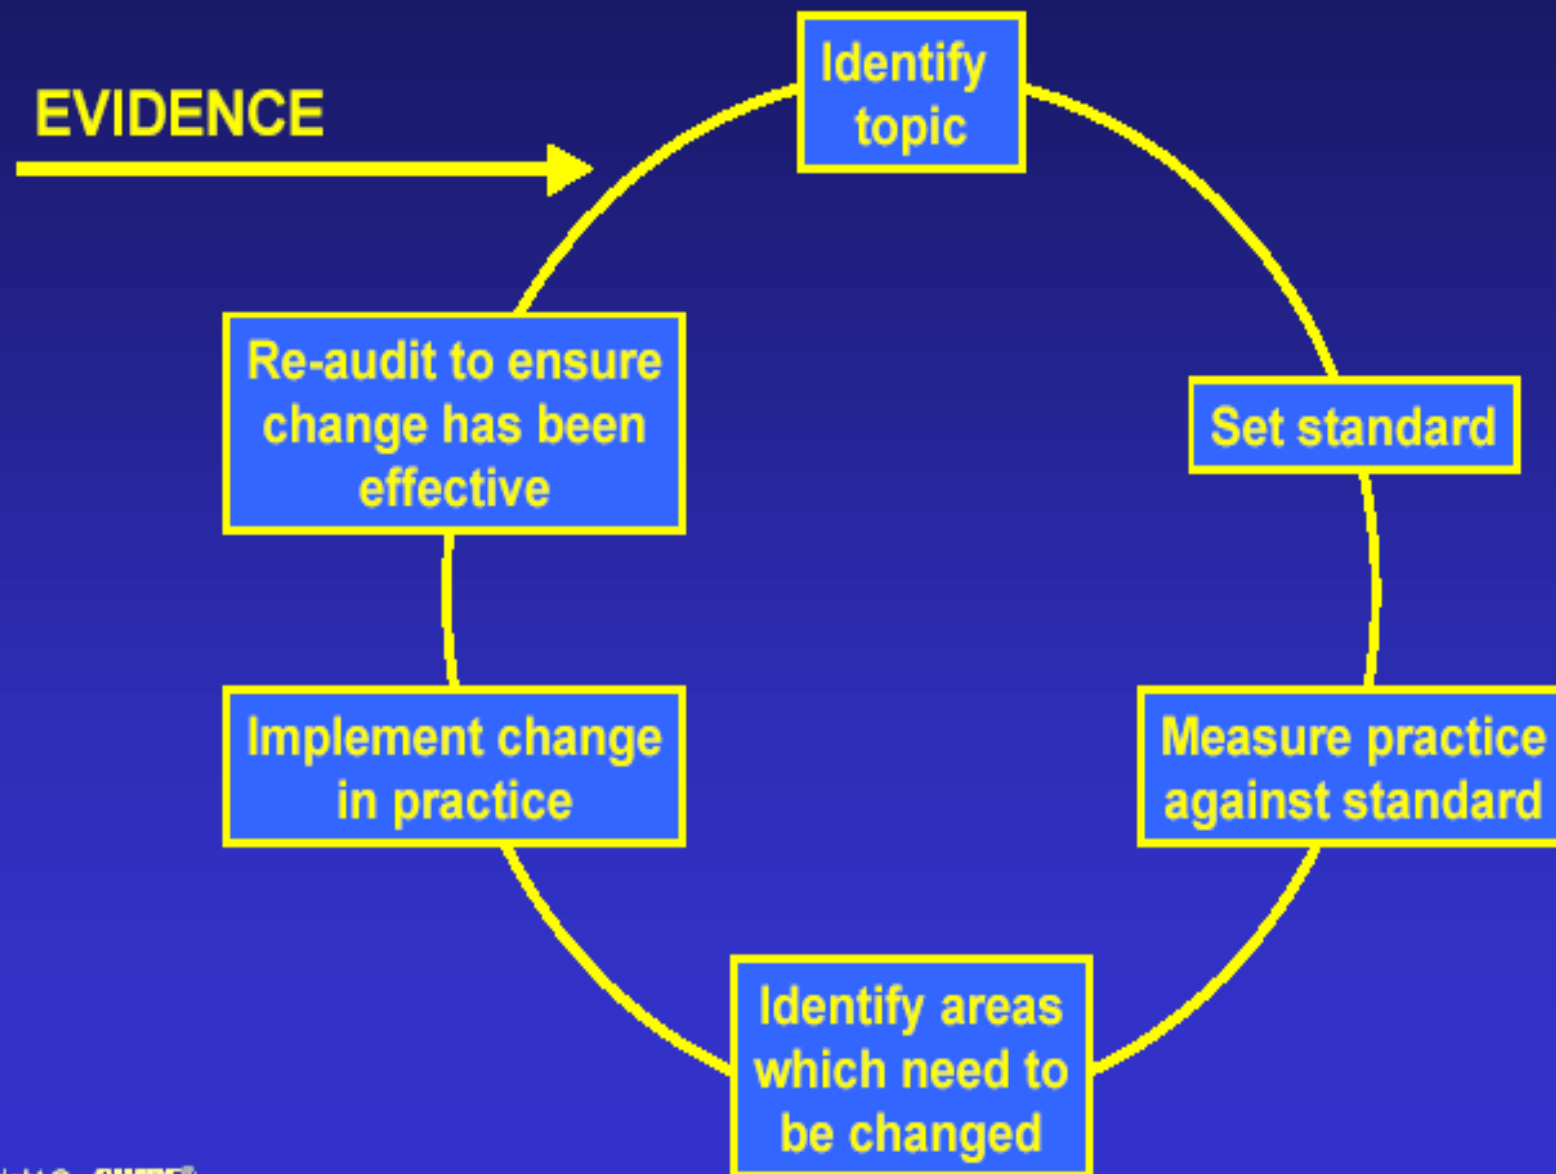 EVIDENCE
Identify
topic
Set standard
Measure practice
against standard
Identify areas
which need to
be changed
Implement change
in practice
Re-audit to ensure
change has been
effective